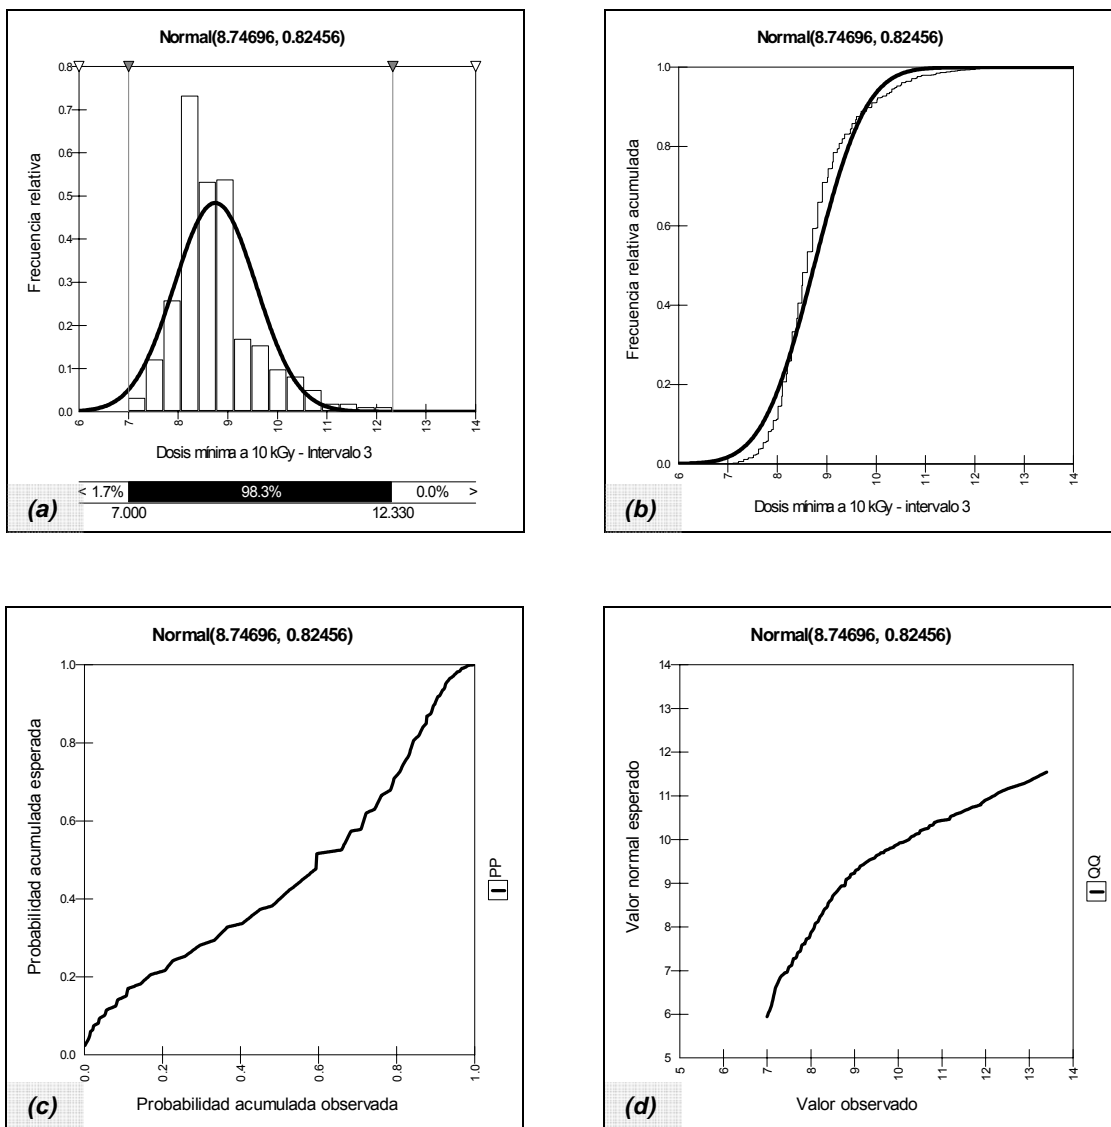 Normal(8.74696, 0.82456)
Frecuencia relativa
0.8
0.7
0.6
0.5
0.4
0.3
0.2
0.1
0.0
6 7 8 9 10 11 12 13 14
Dosis mínima a 10 kGy - Intervalo 3
< 1.7% 98.3% 0.0% >
7.000 12.330
(a)
Normal(8.74696, 0.82456)
Frecuencia relativa acumulada
1.0
0.8
0.6
0.4
0.2
0.0
6 7 8 9 10 11 12 13 14
Dosis mínima a 10 kGy - intervalo 3
(b)
Normal(8.74696, 0.82456)
Probabilidad acumulada esperada
1.0
0.8
0.6
0.4
0.2
0.0
0.0 0.2 0.4 0.6 0.8 1.0
Probabilidad acumulada observada
PP
(c)
Normal(8.74696, 0.82456)
Valor normal esperado
14
13
12
11
10
9
8
7
6
5
5 6 7 8 9 10 11 12 13 14
Valor observado
QQ
(d)